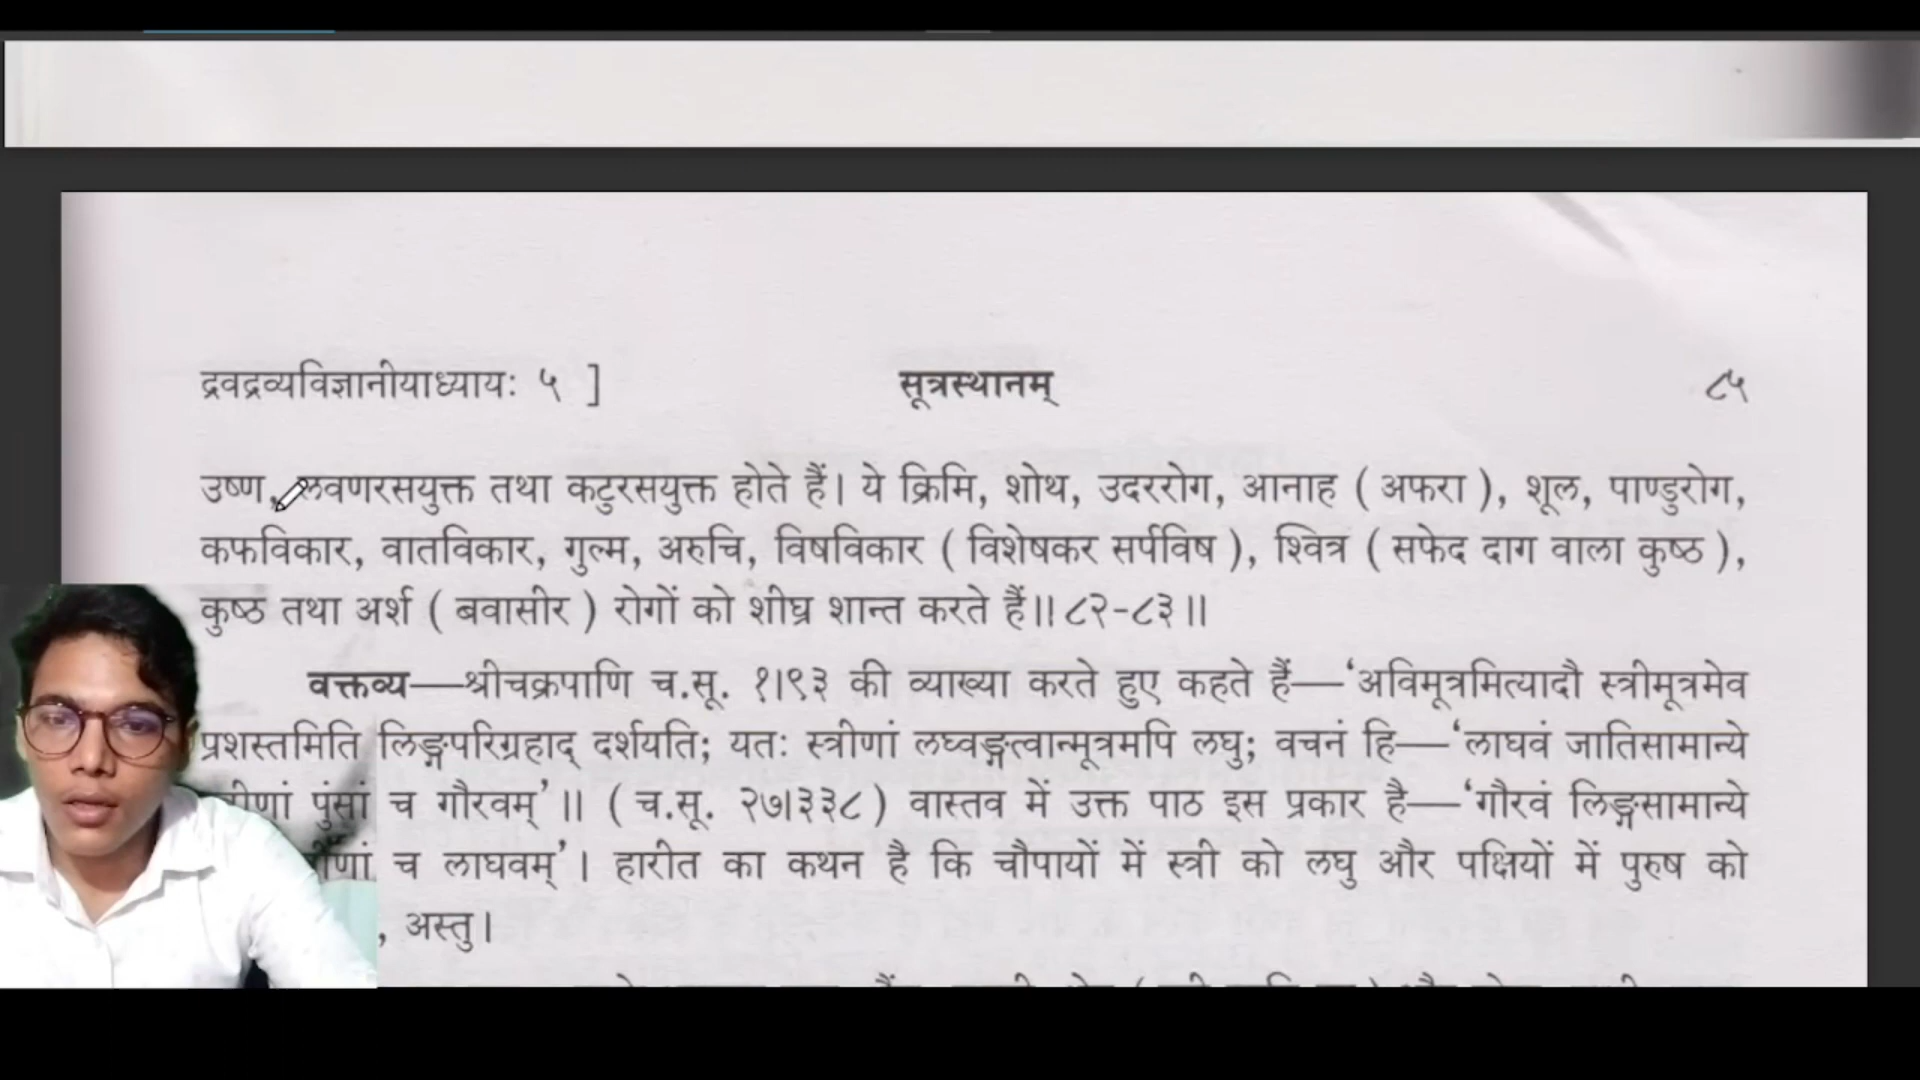 द्रवद्रव्यविज्ञानीयाध्यायः ५ ] सूत्रस्थानम् ८५
उष्ण, लवणरसयुक्त तथा कटुरसयुक्त होते हैं। ये क्रिमि, शोथ, उदररोग, आनाह ( अफरा ), शूल, पाण्डुरोग,
कफविकार, वातविकार, गुल्म, अरुचि, विषविकार ( विशेषकर सर्पविष ), श्वित्र ( सफेद दाग वाला कुष्ठ ),
कुष्ठ तथा अर्श ( बवासीर ) रोगों को शीघ्र शान्त करते हैं॥ ८२-८३॥
वक्तव्य—श्रीचक्रपाणि च.सू. १।९३ की व्याख्या करते हुए कहते हैं—‘अविमूत्रमित्यादौ स्त्रीमूत्रमेव
प्रशस्तमिति लिङ्गपरिग्रहाद् दर्शयति; यतः स्त्रीणां लघ्वङ्गत्वान्मूत्रमपि लघु; वचनं हि—‘लाघवं जातिसामान्ये
पुंसां च गौरवम्’॥ ( च.सू. २७।३३८ ) वास्तव में उक्त पाठ इस प्रकार है—‘गौरवं लिङ्गसामान्ये
च लाघवम्’। हारीत का कथन है कि चौपायों में स्त्री को लघु और पक्षियों में पुरुष को
, अस्तु।